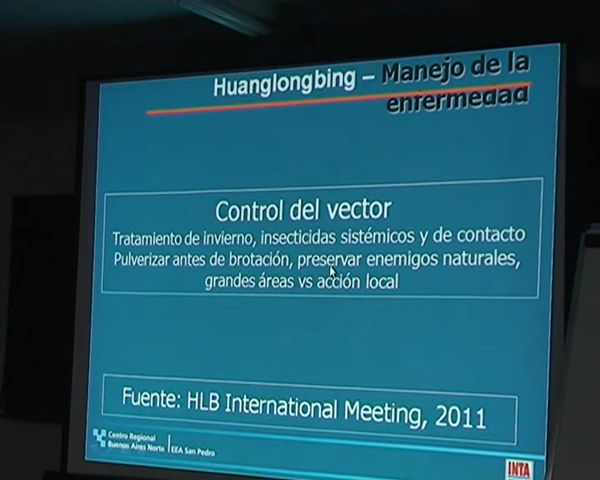 Huanglongbing – Manejo de la
enfermedad
Control del vector
Tratamiento de invierno, insecticidas sistémicos y de contacto
Pulverizar antes de brotación, preservar enemigos naturales,
grandes áreas vs acción local
Fuente: HLB International Meeting, 2011
Centro Regional
Buenos Aires Norte
EEA San Pedro
INTA